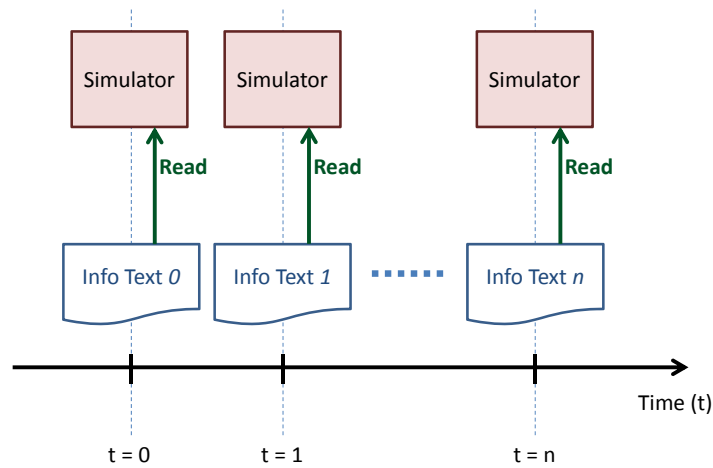 Simulator
Simulator
Simulator
Read
Read
Read
Info Text 0
Info Text 1
Info Text n
Time (t)
t = 0
t = 1
t = n